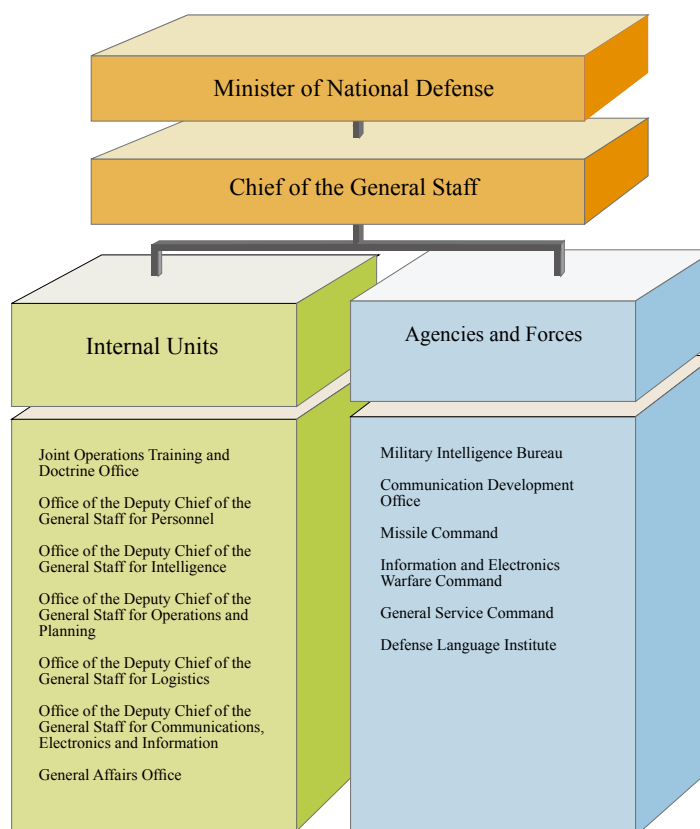 Minister of National Defense
Chief of the General Staff
Internal Units
Joint Operations Training and
Doctrine Office
Office of the Deputy Chief of the
General Staff for Personnel
Office of the Deputy Chief of the
General Staff for Intelligence
Office of the Deputy Chief of the
General Staff for Operations and
Planning
Office of the Deputy Chief of the
General Staff for Logistics
Office of the Deputy Chief of the
General Staff for Communications,
Electronics and Information
General Affairs Office
Agencies and Forces
Military Intelligence Bureau
Communication Development
Office
Missile Command
Information and Electronics
Warfare Command
General Service Command
Defense Language Institute